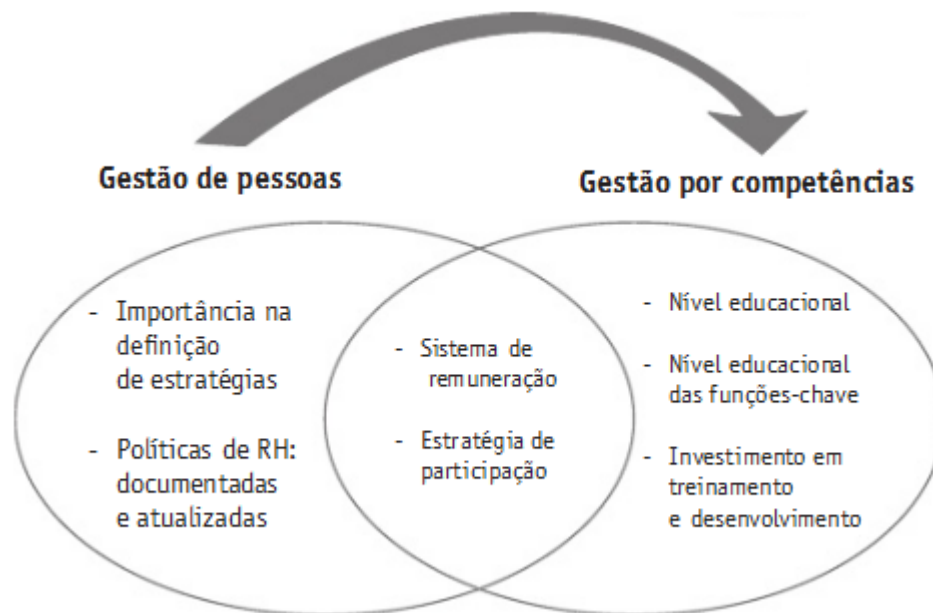 Gestão de pessoas
Gestão por competências
- Importância na
definição
de estratégias
- Políticas de RH:
documentadas
e atualizadas
- Sistema de
remuneração
- Estratégia de
participação
- Nível educacional
- Nível educacional
das funções-chave
- Investimento em
treinamento
e desenvolvimento